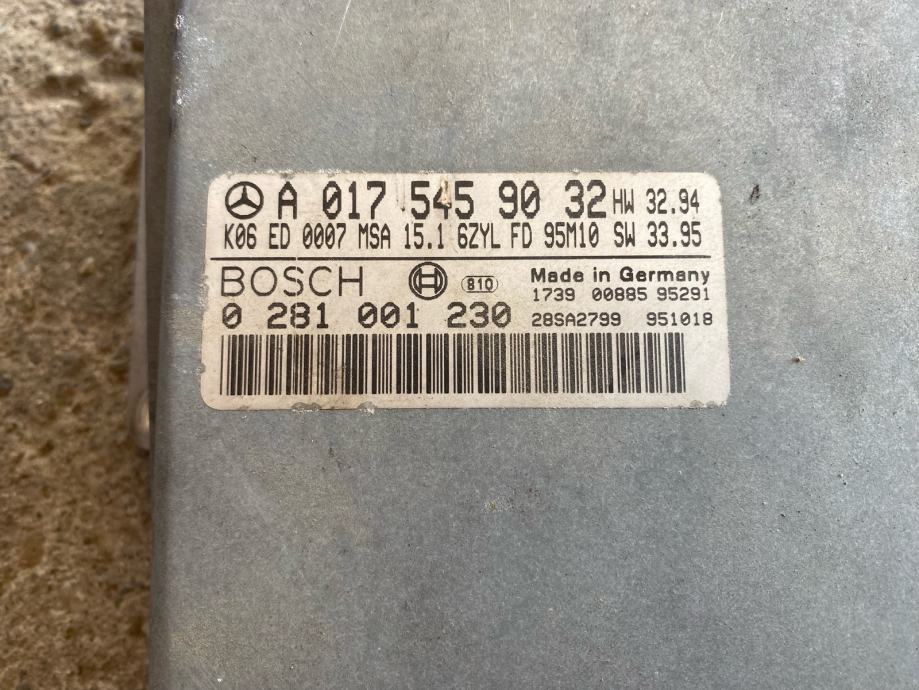 A 017 545 90 32 HW 32.94
K06 ED 0007 MSA 15.1 6ZYL FD 95M10 SW 33.95
BOSCH 810 Made in Germany
1739 00885 95291
0 281 001 230 28SA2799 951018